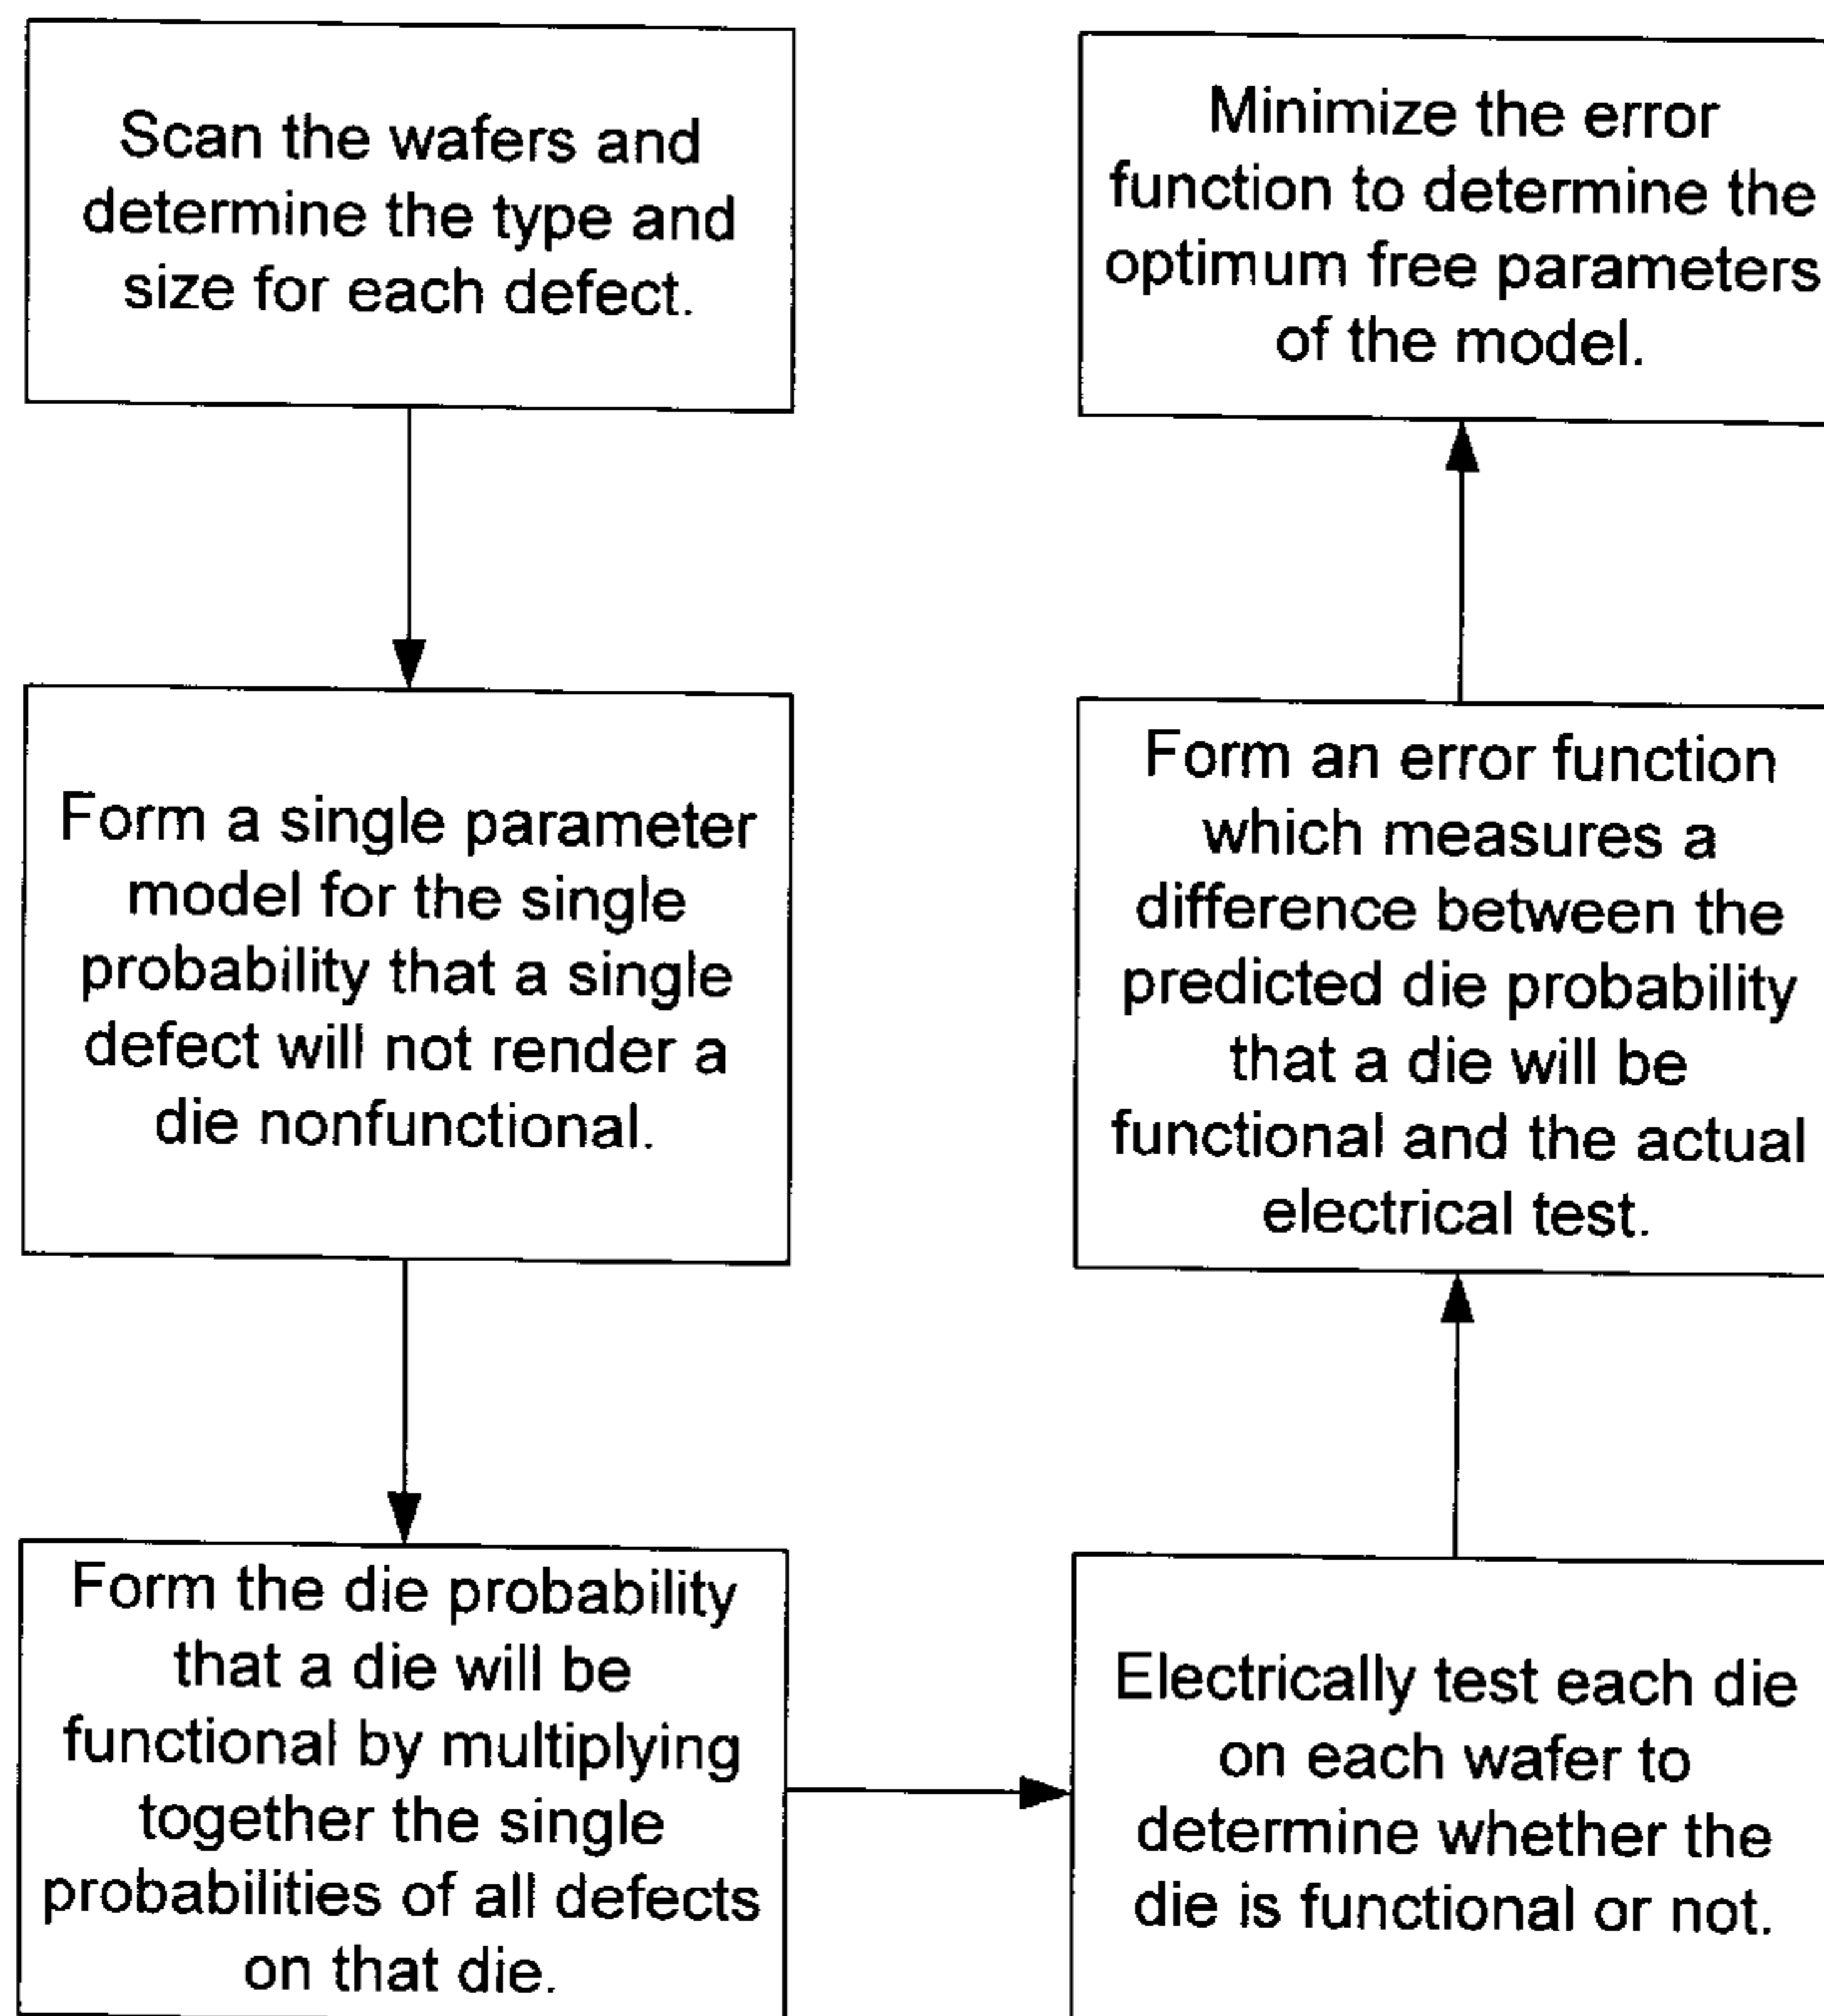 Scan the wafers and
determine the type and
size for each defect.
Form a single parameter
model for the single
probability that a single
defect will not render a
die nonfunctional.
Form the die probability
that a die will be
functional by multiplying
together the single
probabilities of all defects
on that die.
Electrically test each die
on each wafer to
determine whether the
die is functional or not.
Form an error function
which measures a
difference between the
predicted die probability
that a die will be
functional and the actual
electrical test.
Minimize the error
function to determine the
optimum free parameters
of the model.